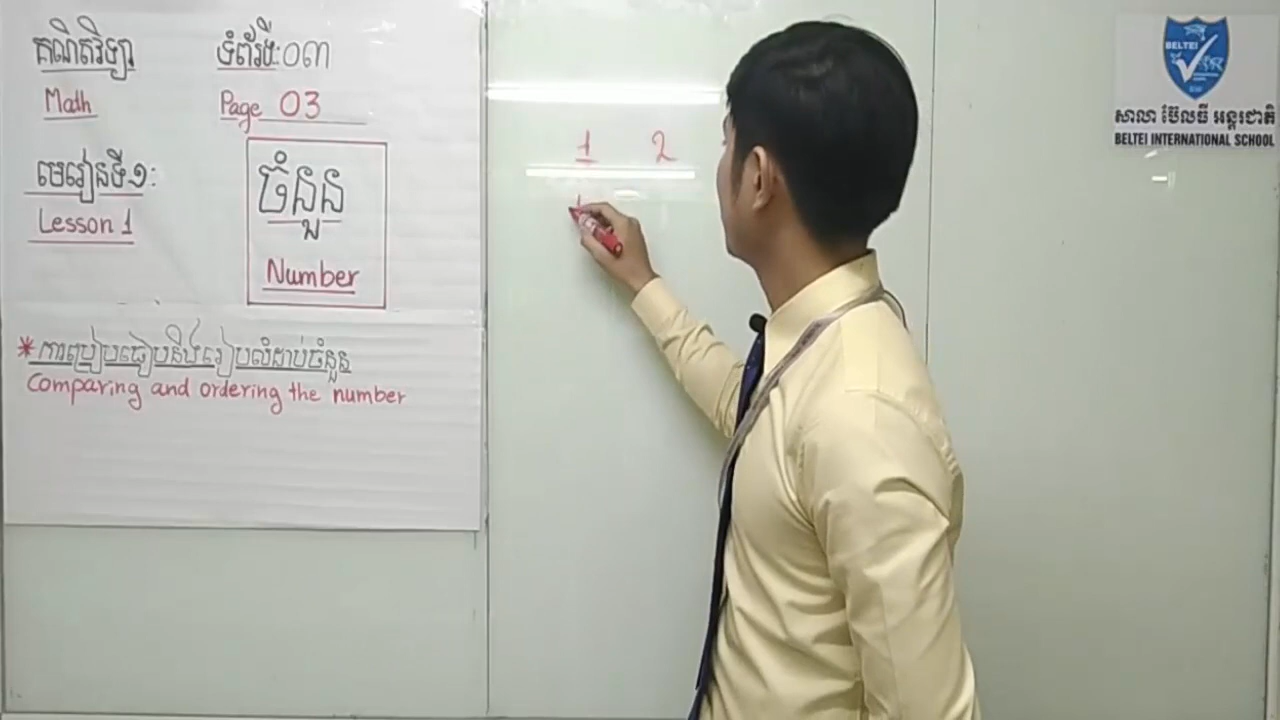 គណិតវិទ្យា
ទំព័រទី:០៣
Math
Page 03
មេរៀនទី១:
ចំនួន
Lesson 1
Number
* ការប្រៀបធៀបនិងរៀបលំដាប់ចំនួន
Comparing and ordering the number
1 2
BELTEI
សាលា ប៊ែលធី អន្តរជាតិ
BELTEI INTERNATIONAL SCHOOL